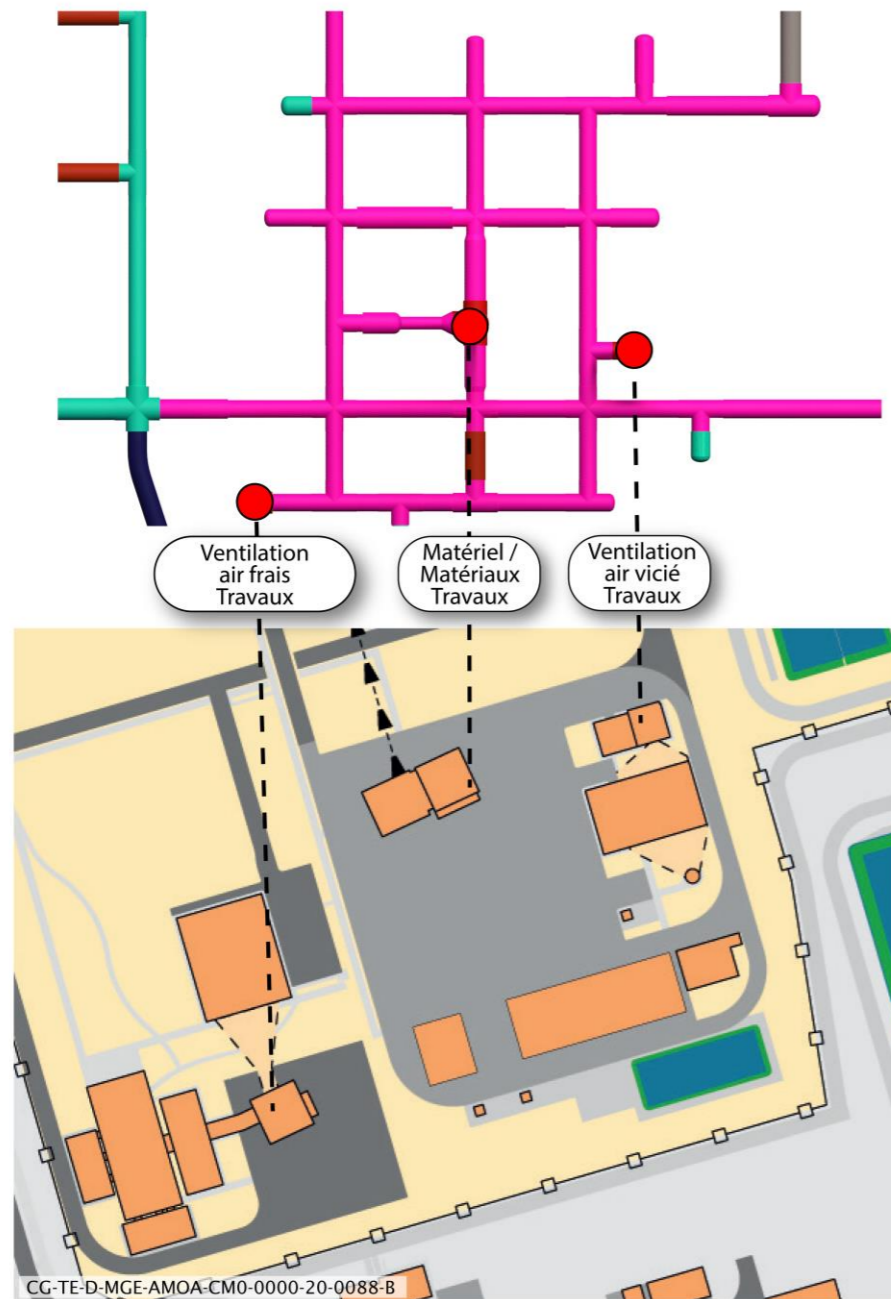 Ventilation
air frais
Travaux
Matériel /
Matériaux
Travaux
Ventilation
air vicié
Travaux
CG-TE-D-MGE-AMOA-CM0-0000-20-0088-B